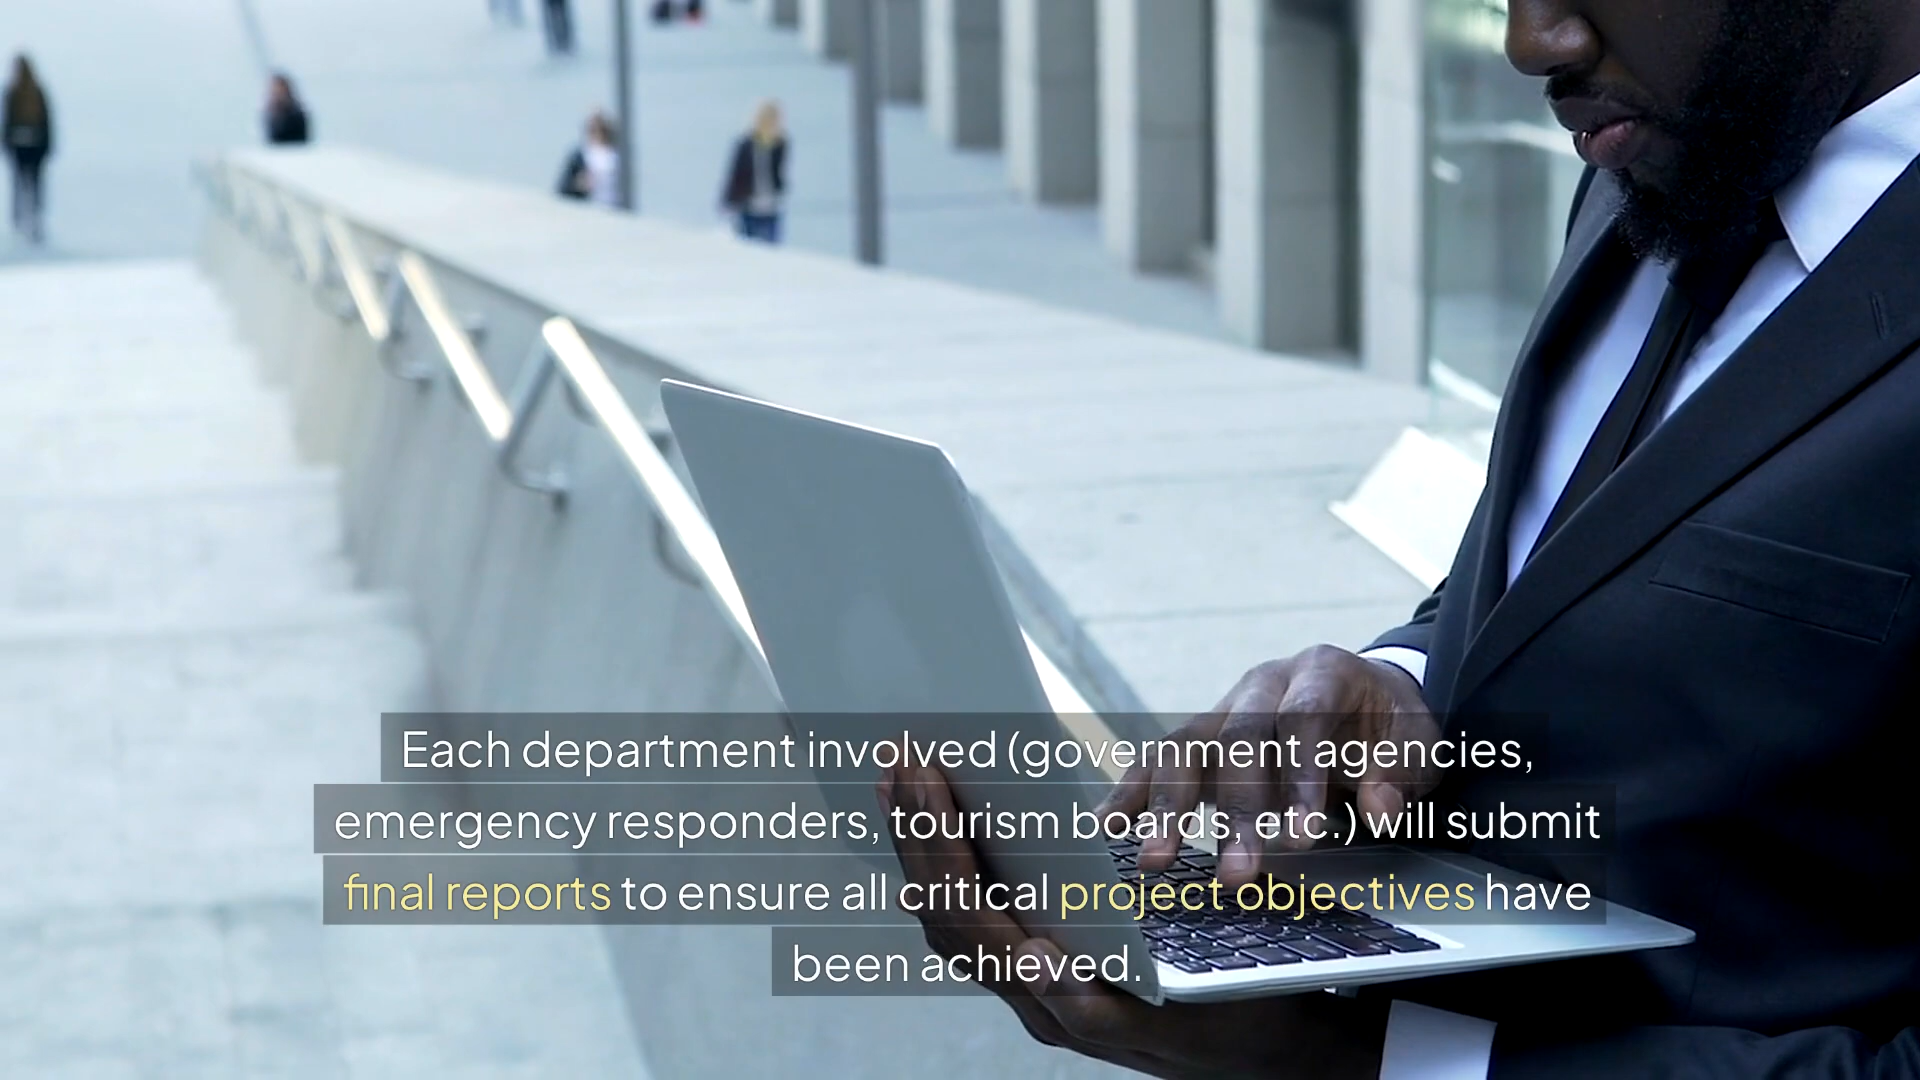 Each department involved (government agencies,
emergency responders, tourism boards, etc.) will submit
final reports to ensure all critical project objectives have
been achieved.